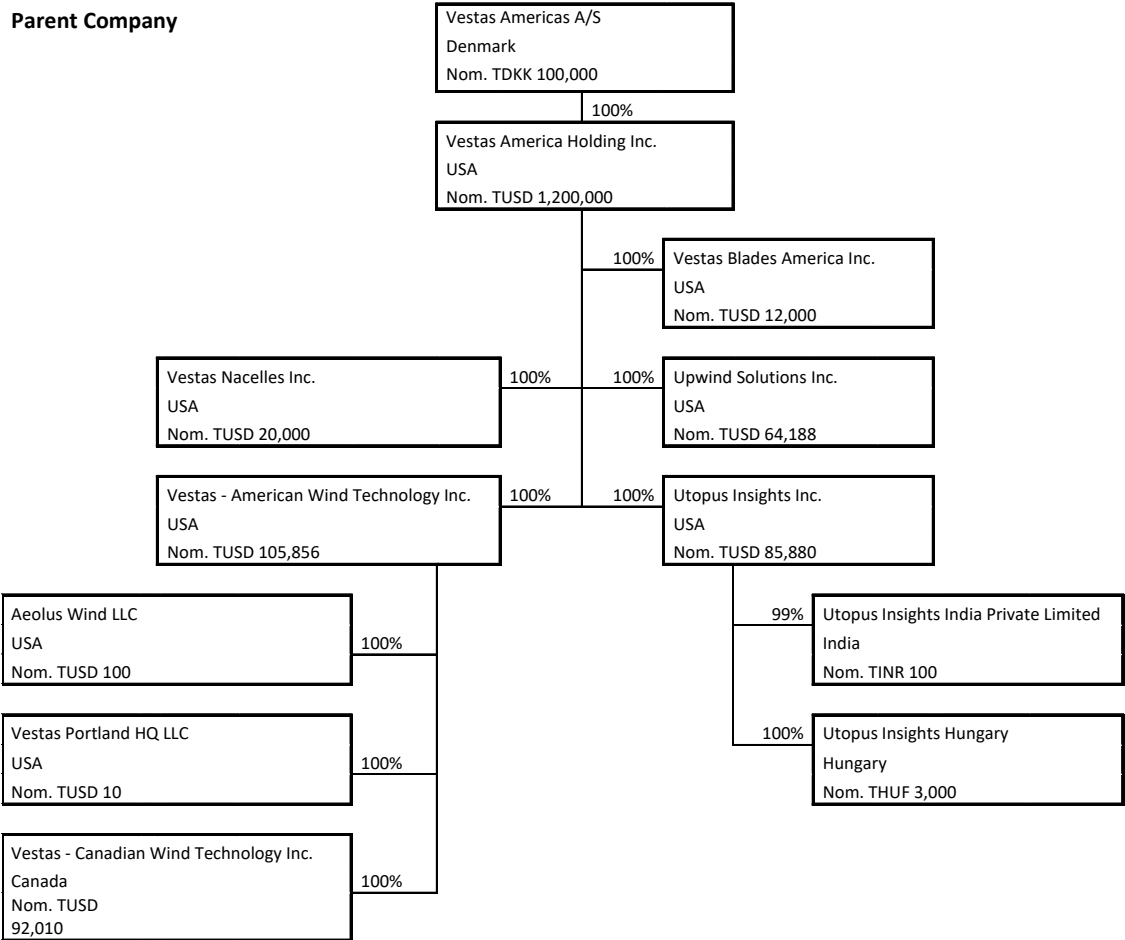 Parent Company
Vestas Americas A/S
Denmark
Nom. TDKK 100,000
100%
Vestas America Holding Inc.
USA
Nom. TUSD 1,200,000
100%
Vestas Blades America Inc.
USA
Nom. TUSD 12,000
Vestas Nacelles Inc.
USA
Nom. TUSD 20,000
100%
100%
Upwind Solutions Inc.
USA
Nom. TUSD 64,188
Vestas - American Wind Technology Inc.
USA
Nom. TUSD 105,856
100%
100%
Utopus Insights Inc.
USA
Nom. TUSD 85,880
Aeolus Wind LLC
USA
Nom. TUSD 100
100%
99%
Utopus Insights India Private Limited
India
Nom. TINR 100
Vestas Portland HQ LLC
USA
Nom. TUSD 10
100%
100%
Utopus Insights Hungary
Hungary
Nom. THUF 3,000
Vestas - Canadian Wind Technology Inc.
Canada
Nom. TUSD
92,010
100%